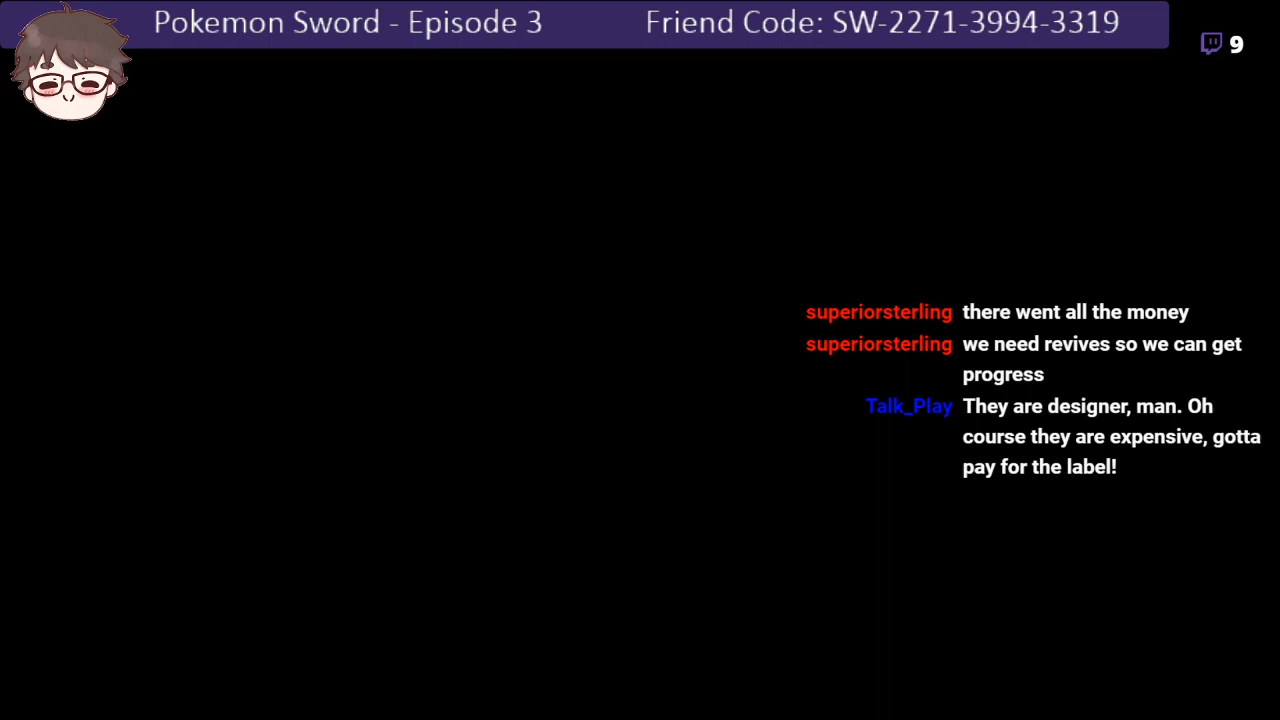 Pokemon Sword - Episode 3 Friend Code: SW-2271-3994-3319
9
superiorsterling there went all the money
superiorsterling we need revives so we can get
progress
Talk_Play They are designer, man. Oh
course they are expensive, gotta
pay for the label!